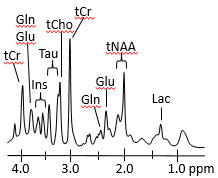 Gln tCho tCr
Glu
tCr Tau tNAA
Ins Glu
Gln Lac
4.0 3.0 2.0 1.0 ppm